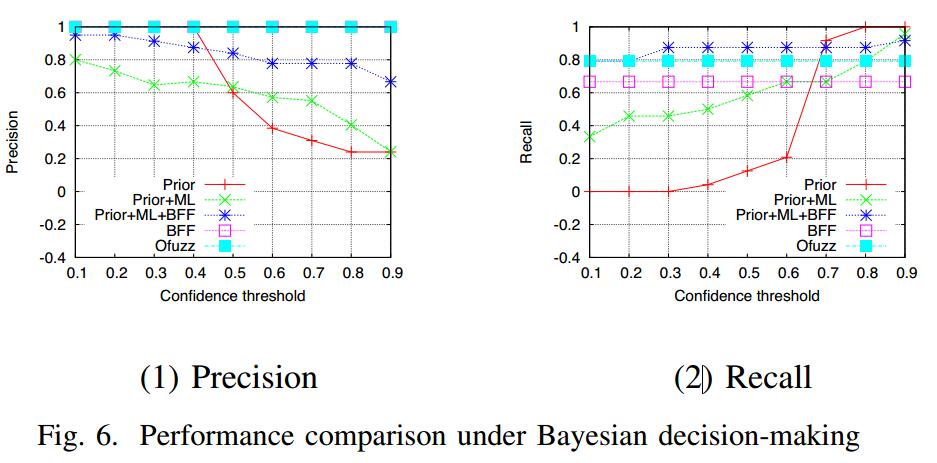 1
0.8
0.6
0.4
0.2
0
-0.2
-0.4
Precision
Prior
Prior+ML
Prior+ML+BFF
BFF
Ofuzz
0.1 0.2 0.3 0.4 0.5 0.6 0.7 0.8 0.9
Confidence threshold
(1) Precision
1
0.8
0.6
0.4
0.2
0
-0.2
-0.4
Recall
Prior
Prior+ML
Prior+ML+BFF
BFF
Ofuzz
0.1 0.2 0.3 0.4 0.5 0.6 0.7 0.8 0.9
Confidence threshold
(2) Recall
Fig. 6. Performance comparison under Bayesian decision-making